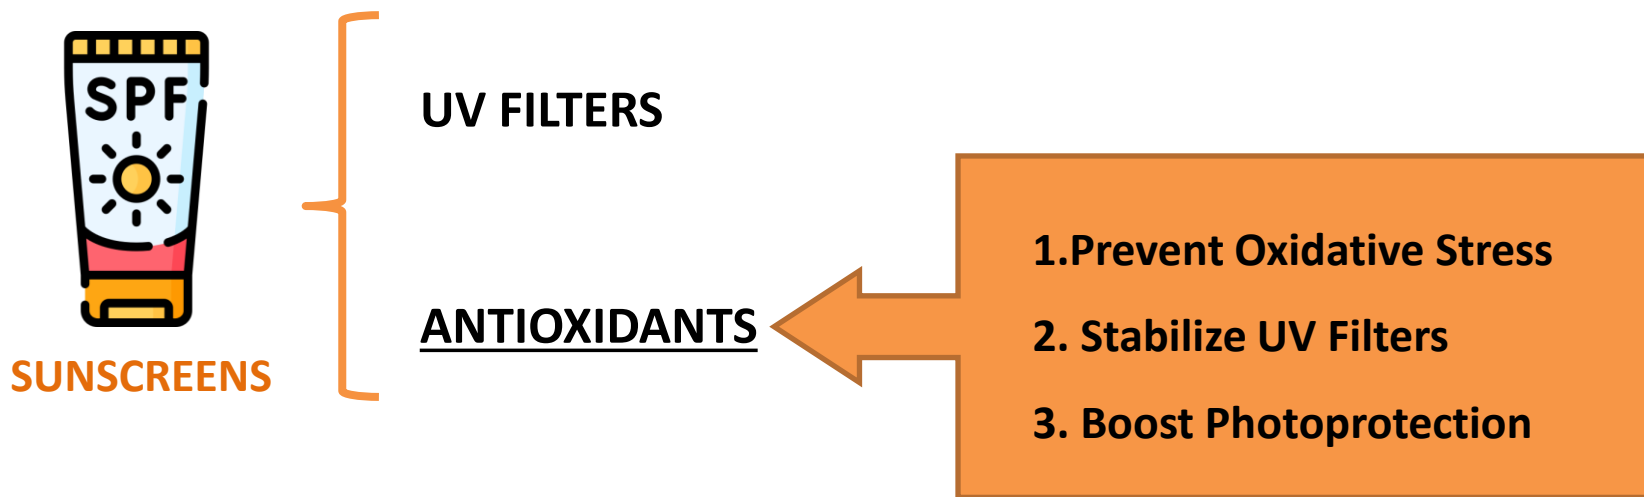 SPF
SUNSCREENS
UV FILTERS
ANTIOXIDANTS
1.Prevent Oxidative Stress
2. Stabilize UV Filters
3. Boost Photoprotection